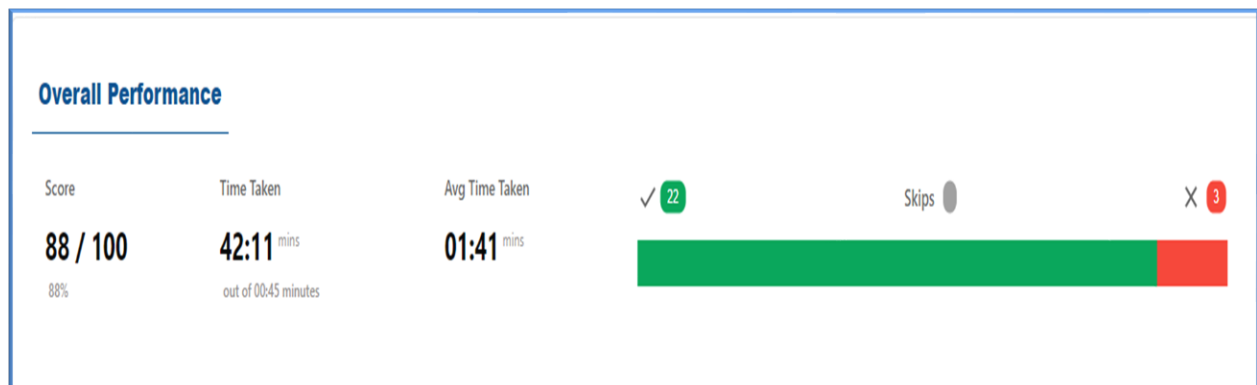 Overall Performance
Score Time Taken Avg Time Taken ✓ 22 Skips X 3
88 / 100 42:11 mins 01:41 mins
88% out of 00:45 minutes